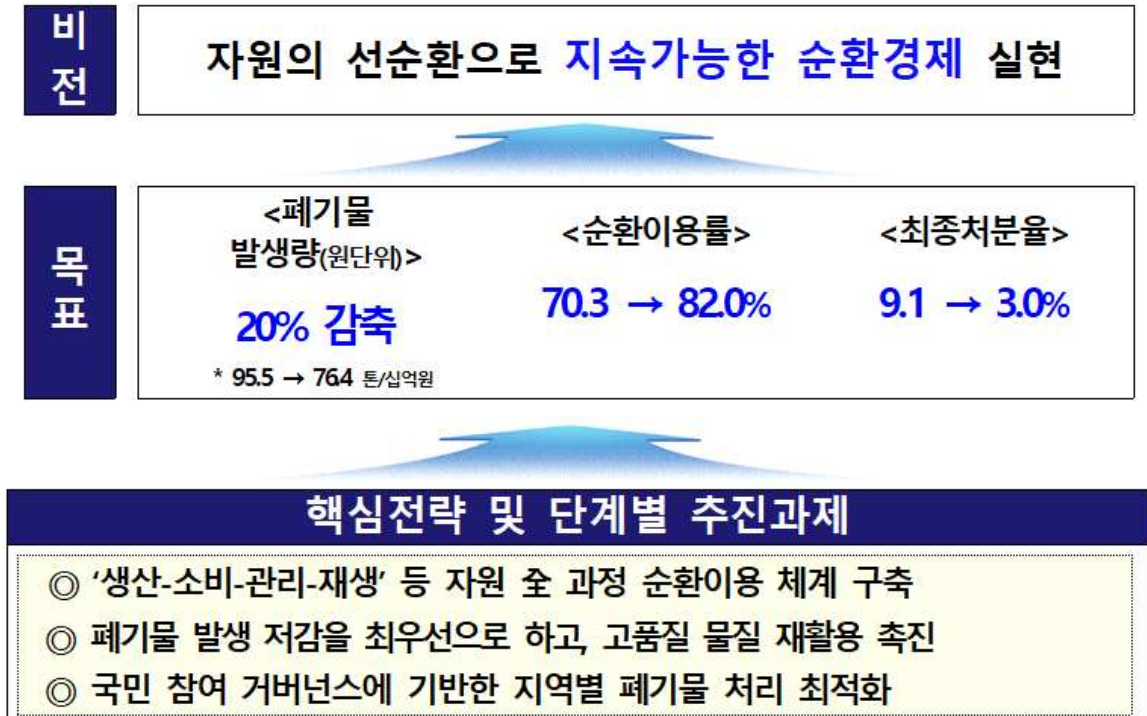 비전
자원의 선순환으로 지속가능한 순환경제 실현
목표
<폐기물
발생량(원단위)>
20% 감축
* 95.5 → 76.4 톤/십억원
<순환이용률>
70.3 → 82.0%
<최종처분율>
9.1 → 3.0%
핵심전략 및 단계별 추진과제
◎ ‘생산-소비-관리-재생’ 등 자원 全 과정 순환이용 체계 구축
◎ 폐기물 발생 저감을 최우선으로 하고, 고품질 물질 재활용 촉진
◎ 국민 참여 거버넌스에 기반한 지역별 폐기물 처리 최적화